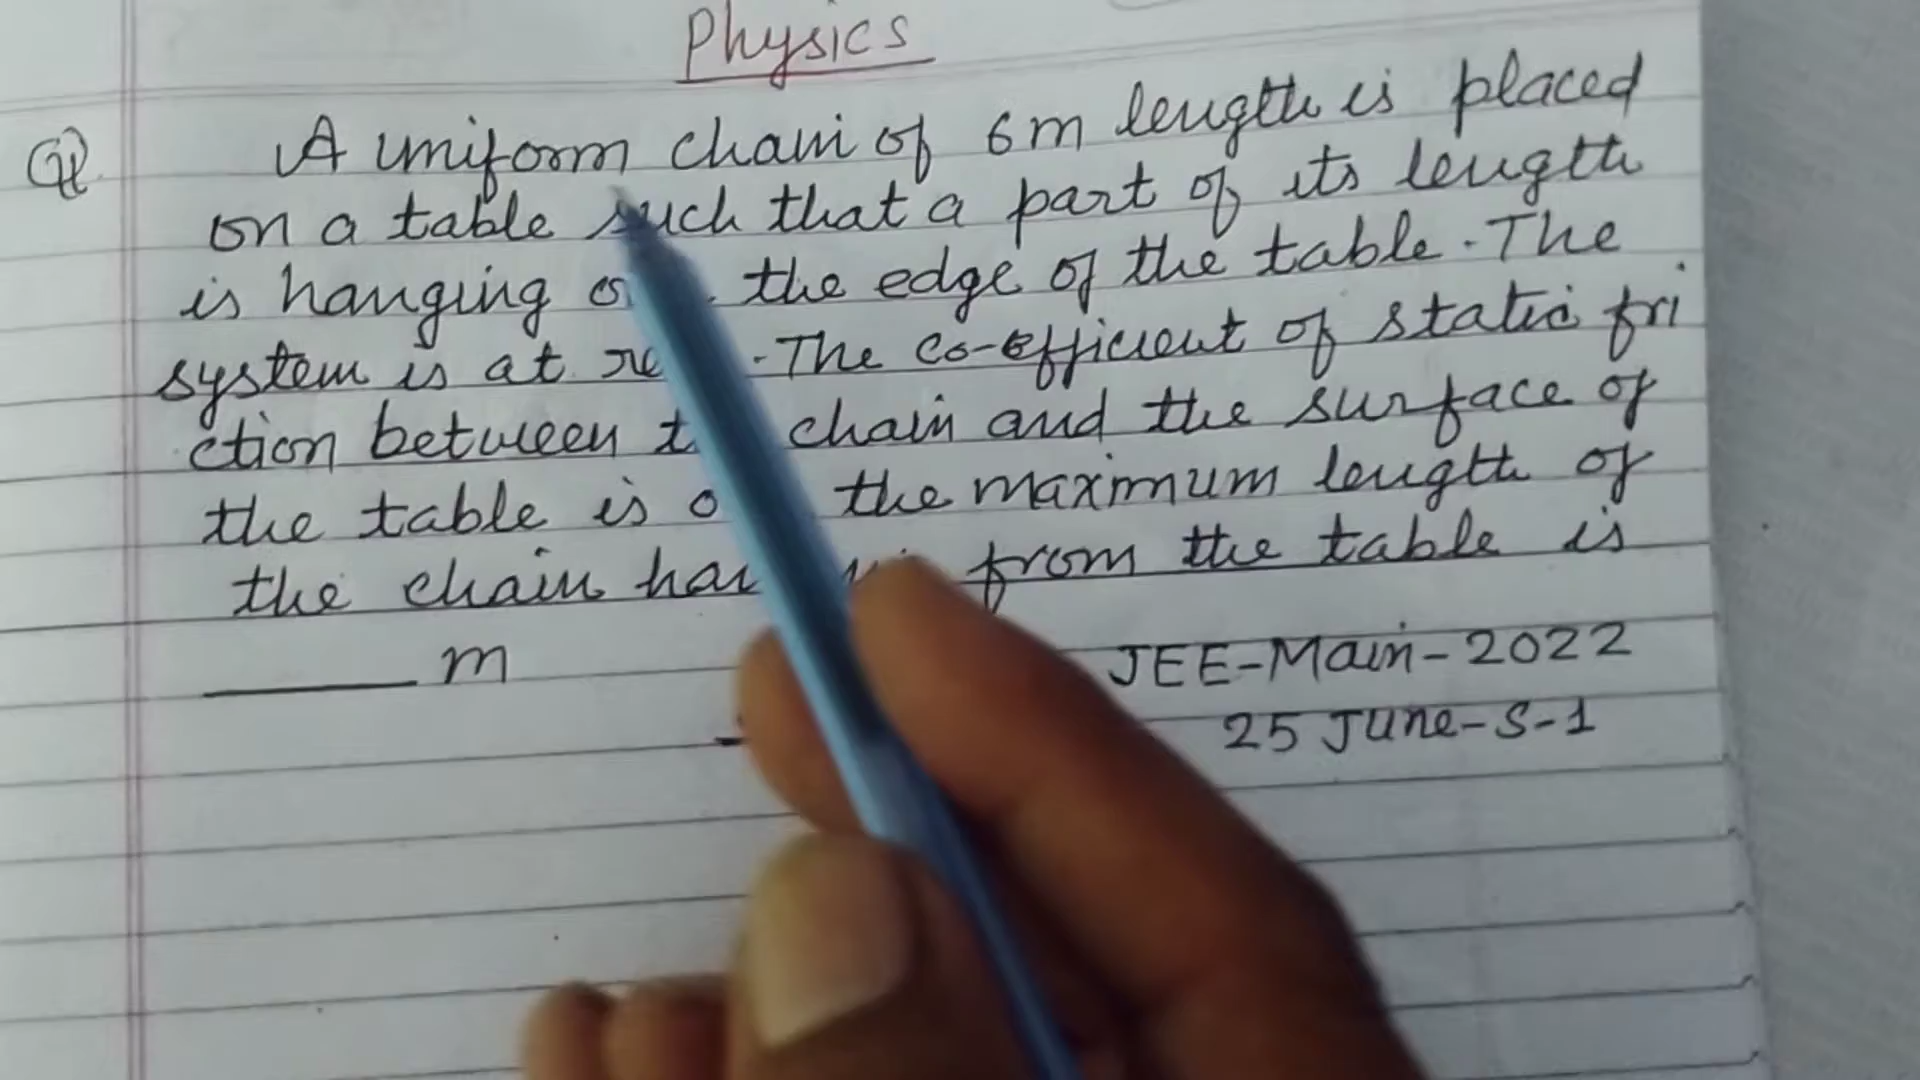 Physics
Q A uniform chain of 6m length is placed
on a table such that a part of its length
is hanging the edge of the table. The
system is at . The co-efficient of static fri
ction between chain and the surface of
the table is the maximum length of
the chain from the table is
____ m
JEE-Main-2022
25 June-S-1